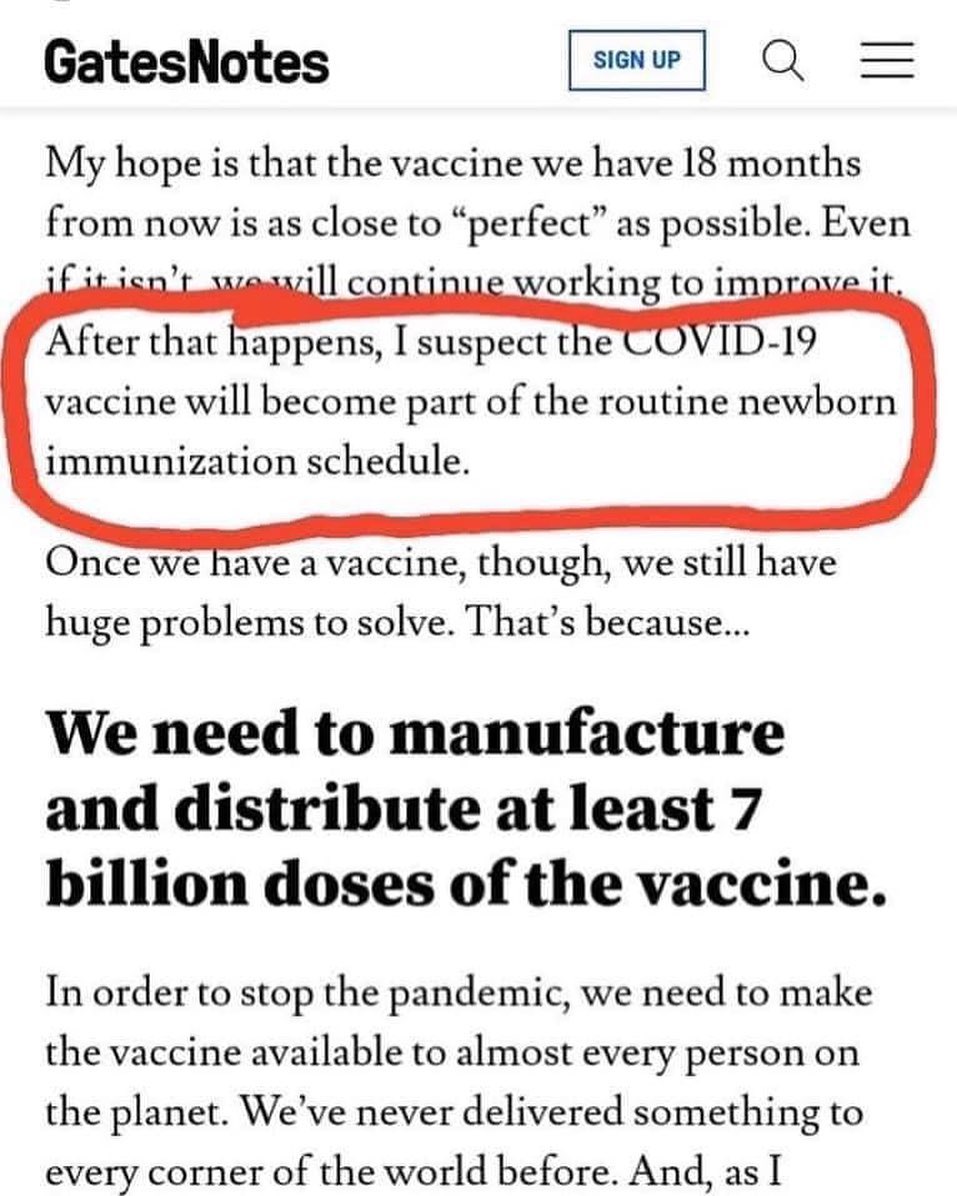 GatesNotes
SIGN UP
My hope is that the vaccine we have 18 months
from now is as close to “perfect” as possible. Even
if it isn’t, we will continue working to improve it.
After that happens, I suspect the COVID-19
vaccine will become part of the routine newborn
immunization schedule.
Once we have a vaccine, though, we still have
huge problems to solve. That’s because...
We need to manufacture
and distribute at least 7
billion doses of the vaccine.
In order to stop the pandemic, we need to make
the vaccine available to almost every person on
the planet. We’ve never delivered something to
every corner of the world before. And, as I